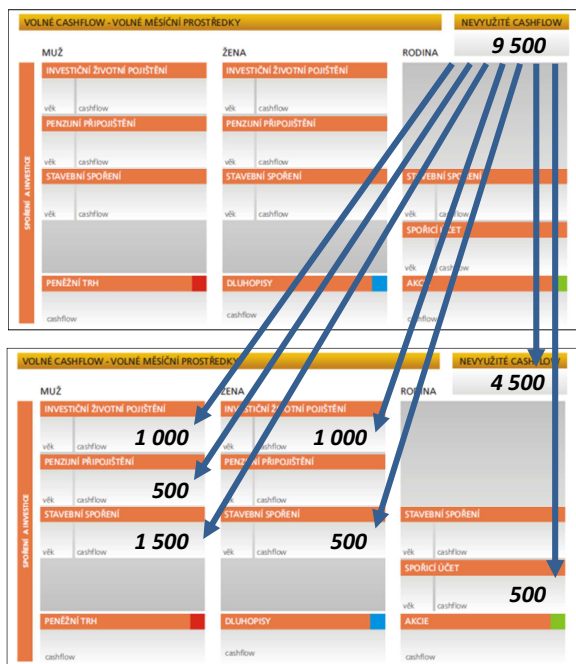 VOLNÉ CASHFLOW - VOLNÉ MĚSÍČNÍ PROSTŘEDKY NEVYUŽITÉ CASHFLOW
9 500
MUŽ ŽENA RODINA
INVESTIČNÍ ŽIVOTNÍ POJIŠTĚNÍ INVESTIČNÍ ŽIVOTNÍ POJIŠTĚNÍ
věk cashflow věk cashflow
PENZIJNÍ PŘIPOJIŠTĚNÍ PENZIJNÍ PŘIPOJIŠTĚNÍ
věk cashflow věk cashflow
STAVEBNÍ SPOŘENÍ STAVEBNÍ SPOŘENÍ STAVEBNÍ SPOŘENÍ
věk cashflow věk cashflow věk cashflow
SPOŘICÍ ÚČET
věk cashflow
SPOŘENÍ A INVESTICE
PENĚŽNÍ TRH DLUHOPISY AKCIE
cashflow cashflow cashflow
VOLNÉ CASHFLOW - VOLNÉ MĚSÍČNÍ PROSTŘEDKY NEVYUŽITÉ CASHFLOW
4 500
MUŽ ŽENA RODINA
INVESTIČNÍ ŽIVOTNÍ POJIŠTĚNÍ INVESTIČNÍ ŽIVOTNÍ POJIŠTĚNÍ
věk cashflow 1 000 věk cashflow 1 000
PENZIJNÍ PŘIPOJIŠTĚNÍ PENZIJNÍ PŘIPOJIŠTĚNÍ
věk cashflow 500 věk cashflow
STAVEBNÍ SPOŘENÍ STAVEBNÍ SPOŘENÍ STAVEBNÍ SPOŘENÍ
věk cashflow 1 500 věk cashflow 500 věk cashflow
SPOŘICÍ ÚČET
věk cashflow 500
SPOŘENÍ A INVESTICE
PENĚŽNÍ TRH DLUHOPISY AKCIE
cashflow cashflow cashflow